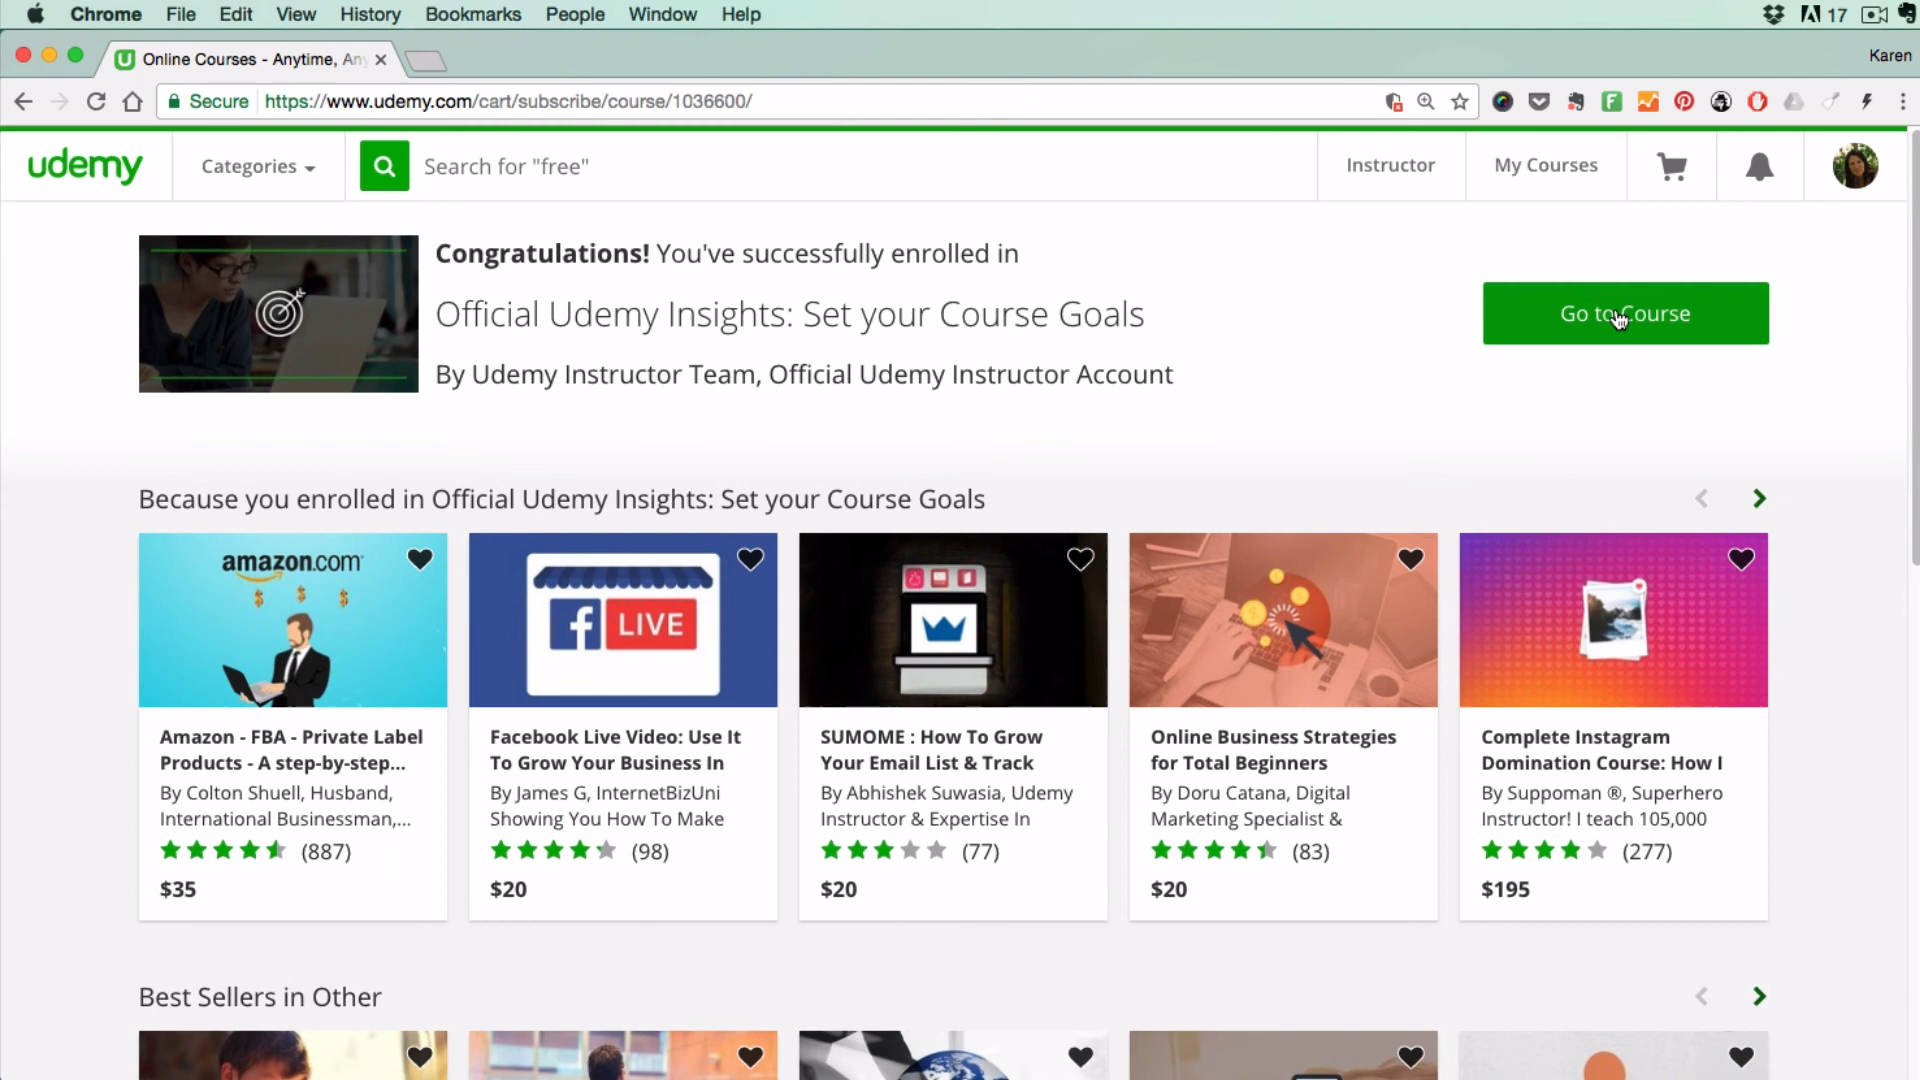 Chrome File Edit View History Bookmarks People Window Help 17
Online Courses - Anytime, Any
Karen
Secure https://www.udemy.com/cart/subscribe/course/1036600/
udemy Categories Search for "free" Instructor My Courses
Congratulations! You've successfully enrolled in
Official Udemy Insights: Set your Course Goals
By Udemy Instructor Team, Official Udemy Instructor Account
Go to Course
Because you enrolled in Official Udemy Insights: Set your Course Goals
amazon.com
LIVE
Amazon - FBA - Private Label
Products - A step-by-step...
By Colton Shuell, Husband,
International Businessman,...
(887)
$35
Facebook Live Video: Use It
To Grow Your Business In
By James G, InternetBizUni
Showing You How To Make
(98)
$20
SUMOME : How To Grow
Your Email List & Track
By Abhishek Suwasia, Udemy
Instructor & Expertise In
(77)
$20
Online Business Strategies
for Total Beginners
By Doru Catana, Digital
Marketing Specialist &
(83)
$20
Complete Instagram
Domination Course: How I
By Suppoman ®, Superhero
Instructor! I teach 105,000
(277)
$195
Best Sellers in Other